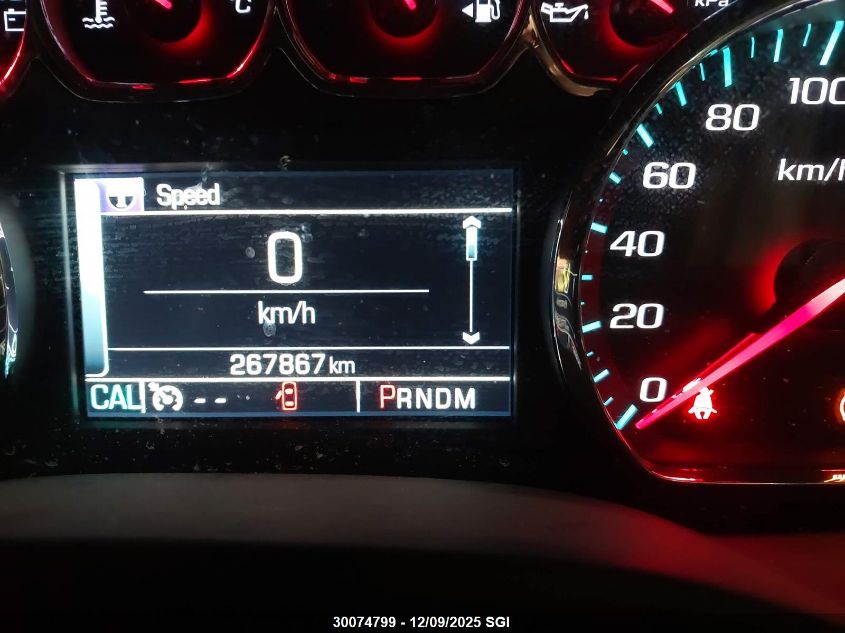 C
kPa
Speed
0
km/h
267867 km
CAL
--
PRNDM
0
20
40
60
80
100
km/h
30074799 - 12/09/2025 SGI